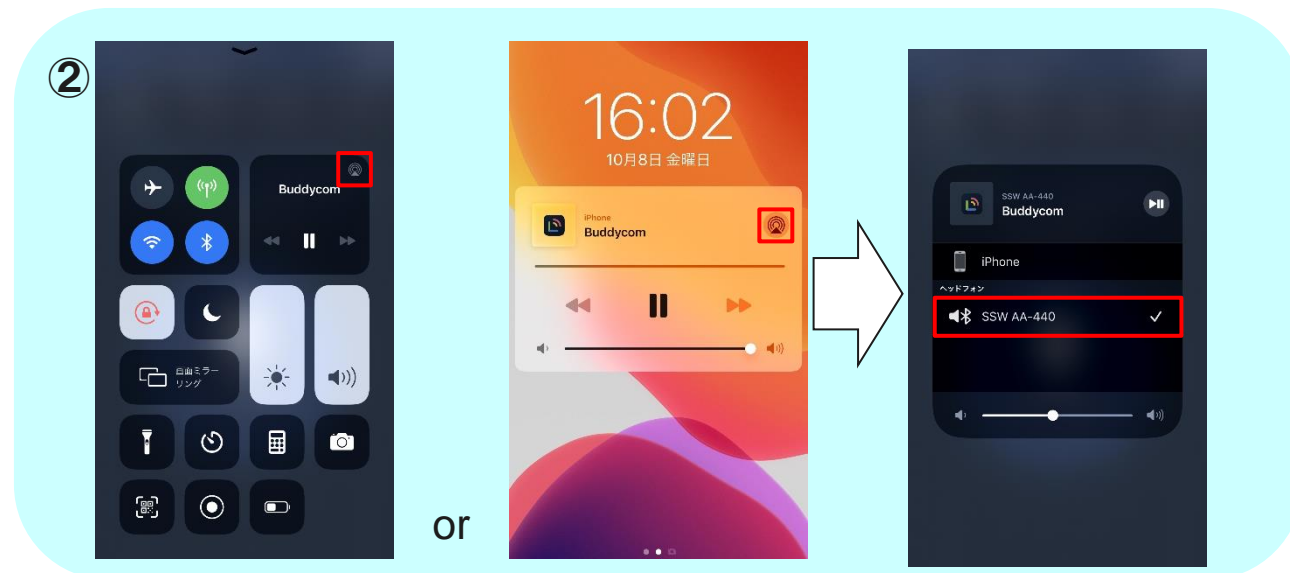 ②
Buddycom
画面ミラー
リング
or
16:02
10月8日 金曜日
iPhone
Buddycom
SSW AA-440
Buddycom
iPhone
ヘッドフォン
SSW AA-440